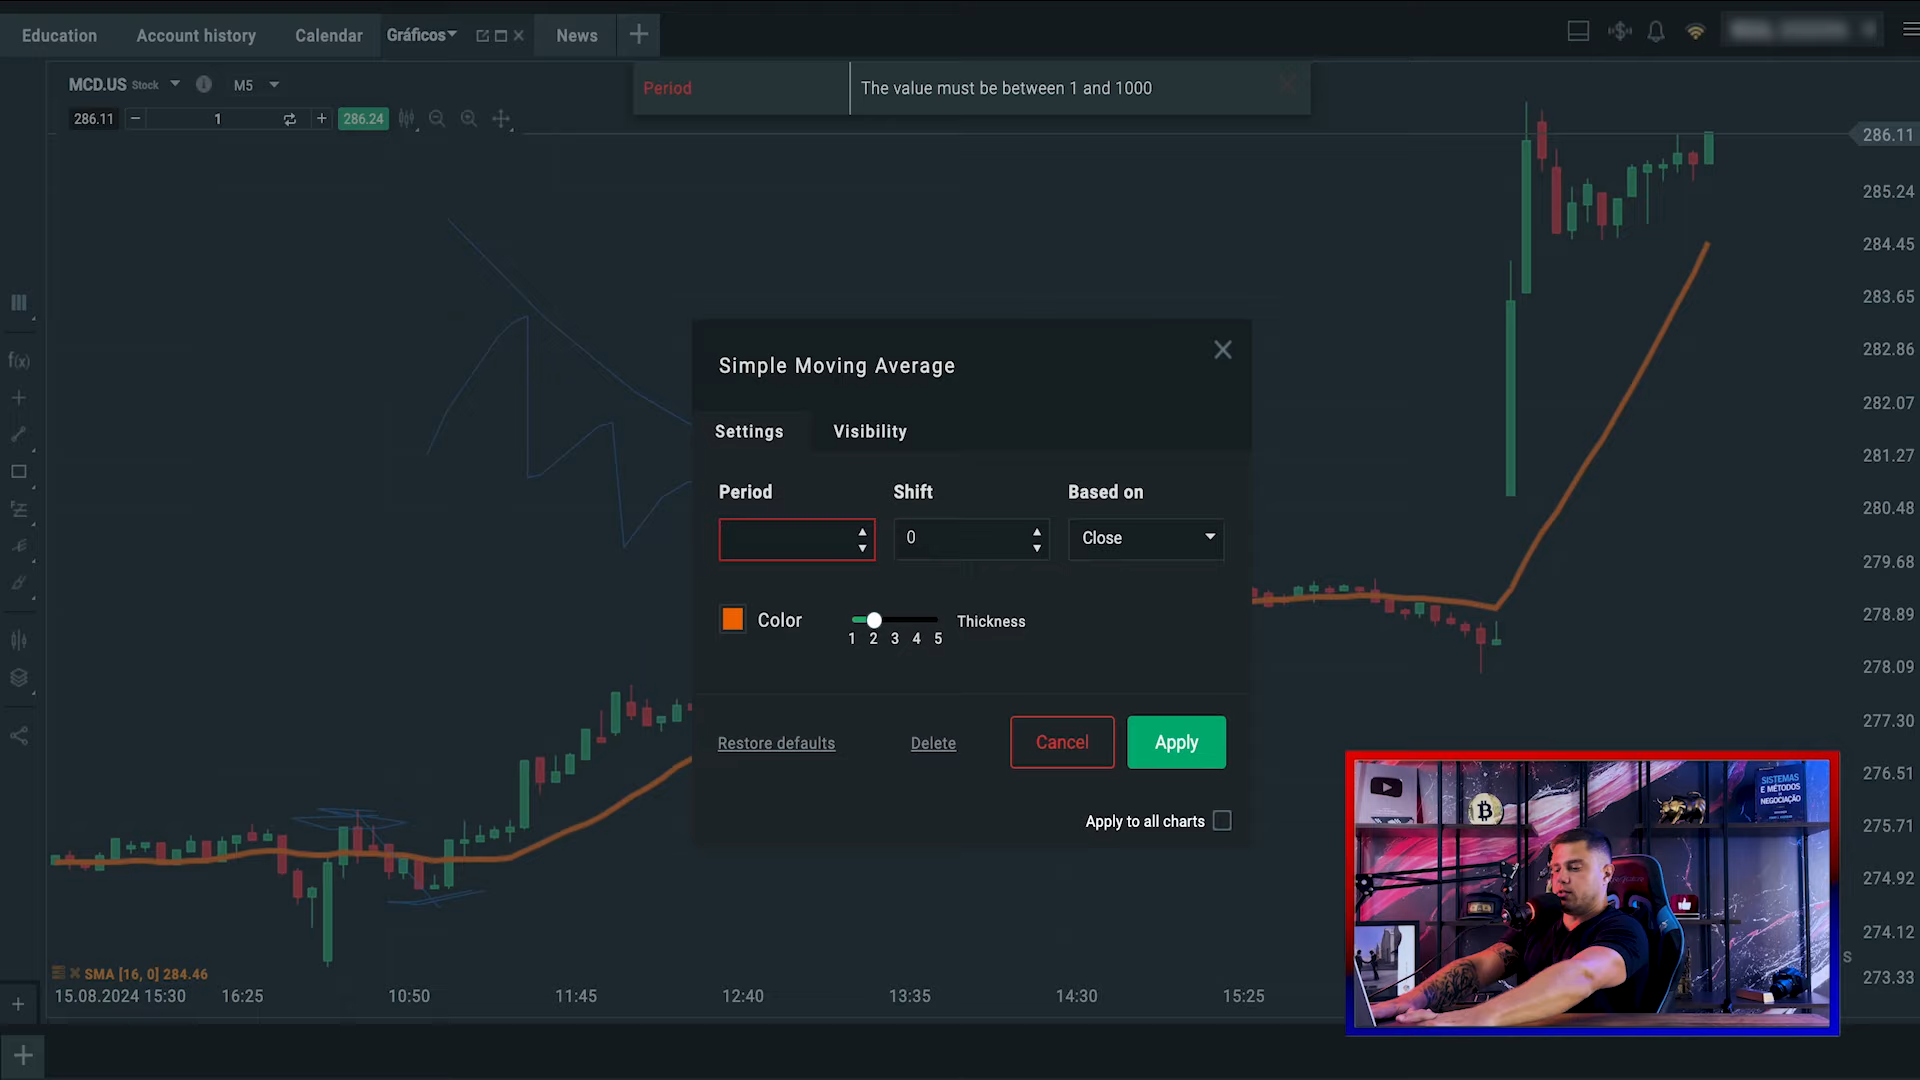 Education
Account history
Calendar
Gráficos
News
MCD.US Stock
M5
286.11
1
286.24
Period
The value must be between 1 and 1000
286.11
285.24
284.45
283.65
282.86
282.07
281.27
280.48
279.68
278.89
278.09
277.30
276.51
275.71
274.92
274.12
273.33
f(x)
Simple Moving Average
Settings
Visibility
Period
Shift
Based on
0
Close
Color
Thickness
1 2 3 4 5
Restore defaults
Delete
Cancel
Apply
Apply to all charts
SISTEMAS
E MÉTODOS
NEGOCIAÇÃO
S
SMA [16, 0] 284.46
15.08.2024 15:30
16:25
10:50
11:45
12:40
13:35
14:30
15:25